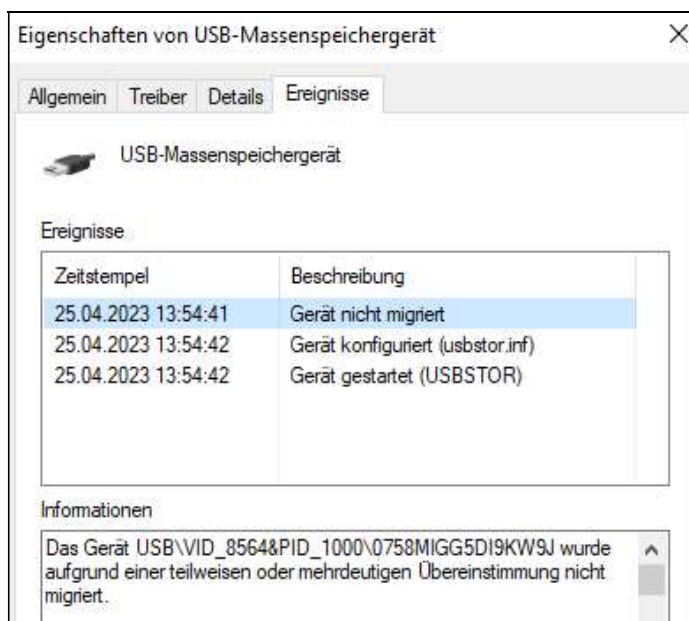 Eigenschaften von USB-Massenspeichergerät
Allgemein Treiber Details Ereignisse
USB-Massenspeichergerät
Ereignisse
Zeitstempel Beschreibung
25.04.2023 13:54:41 Gerät nicht migriert
25.04.2023 13:54:42 Gerät konfiguriert (usbstor.inf)
25.04.2023 13:54:42 Gerät gestartet (USBSTOR)
Informationen
Das Gerät USB\VID_8564&PID_1000\0758MIGG5DI9KW9J wurde
aufgrund einer teilweisen oder mehrdeutigen Übereinstimmung nicht
migriert.